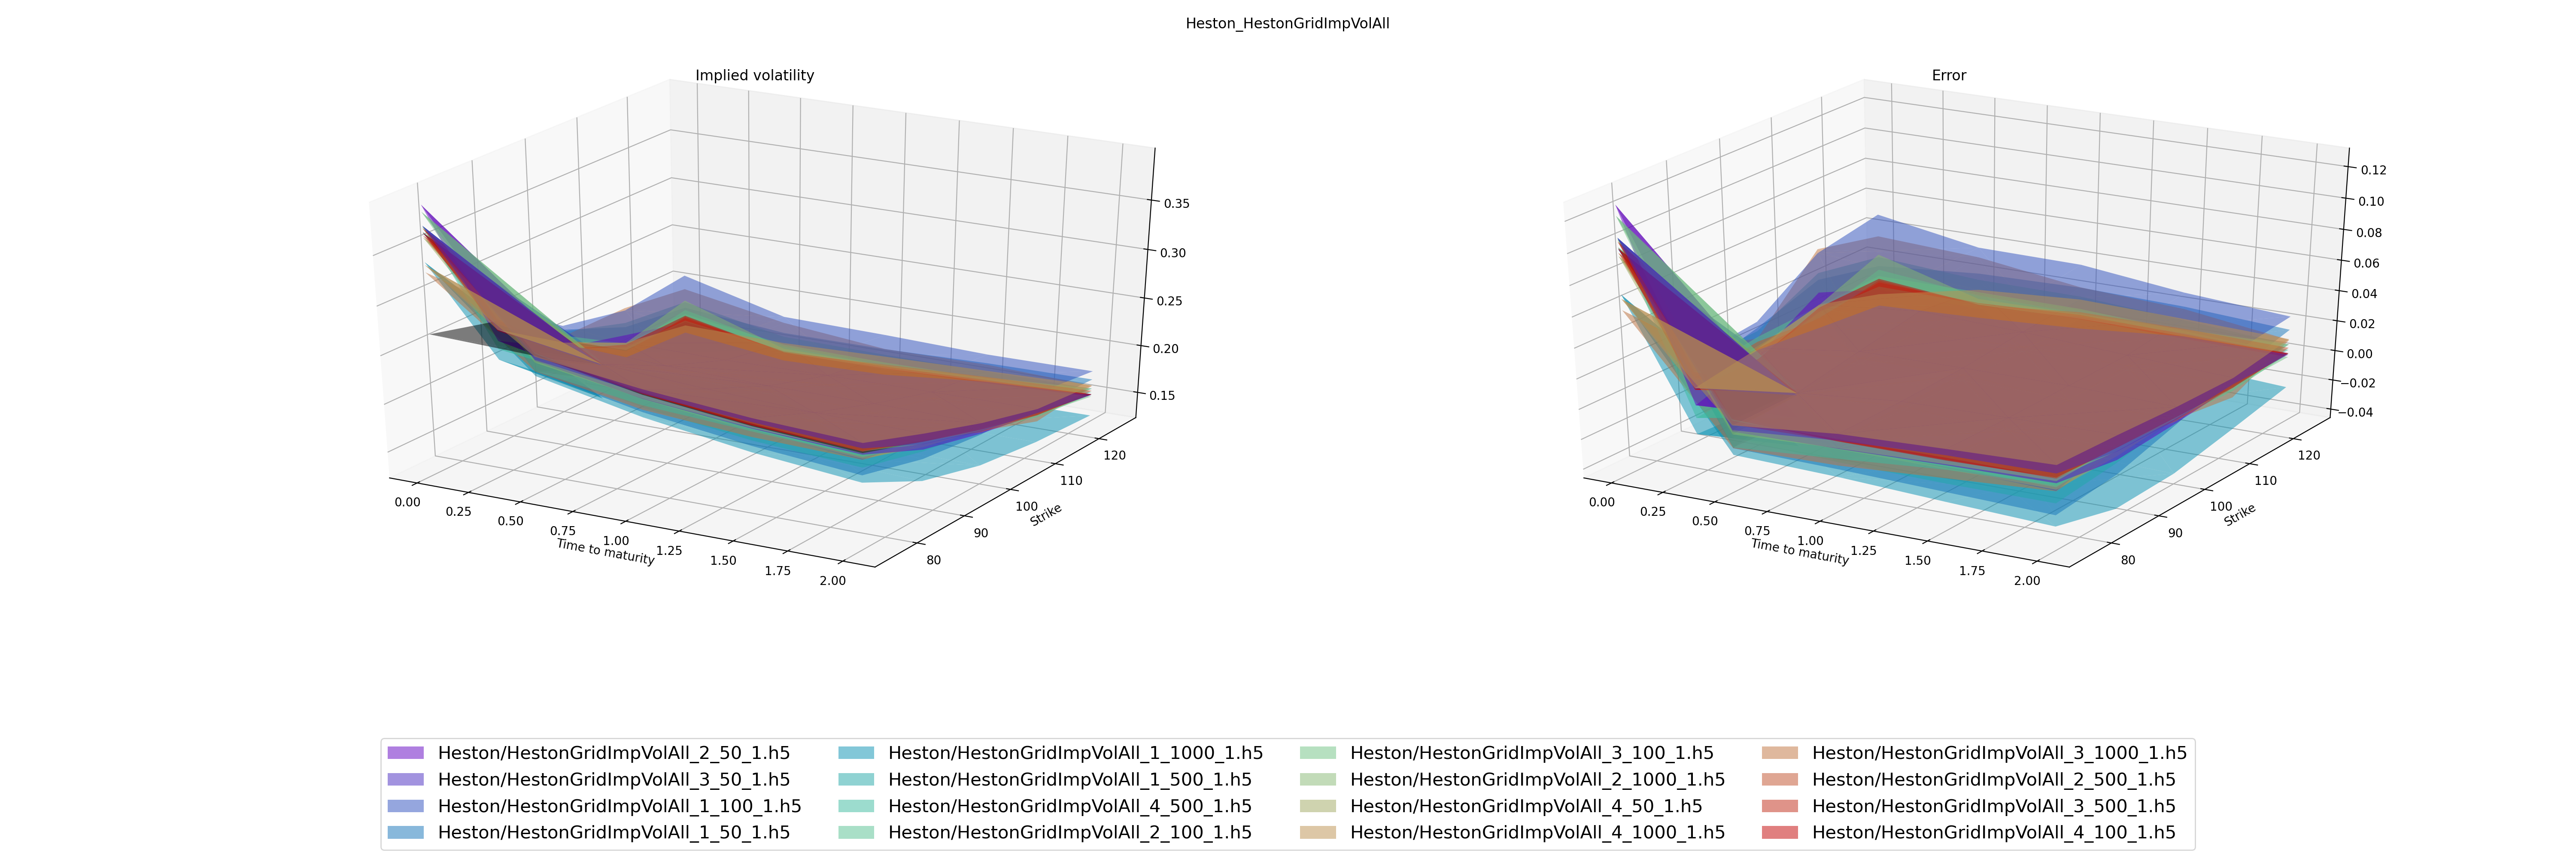 Heston_HestonGridImpVolAll
Implied volatility
Error
0.35
0.30
0.25
0.20
0.15
120
110
100
90
80
Strike
0.00
0.25
0.50
0.75
1.00
1.25
1.50
1.75
2.00
Time to maturity
0.12
0.10
0.08
0.06
0.04
0.02
0.00
−0.02
−0.04
120
110
100
90
80
Strike
0.00
0.25
0.50
0.75
1.00
1.25
1.50
1.75
2.00
Time to maturity
Heston/HestonGridImpVolAll_2_50_1.h5
Heston/HestonGridImpVolAll_3_50_1.h5
Heston/HestonGridImpVolAll_1_100_1.h5
Heston/HestonGridImpVolAll_1_50_1.h5
Heston/HestonGridImpVolAll_1_1000_1.h5
Heston/HestonGridImpVolAll_1_500_1.h5
Heston/HestonGridImpVolAll_4_500_1.h5
Heston/HestonGridImpVolAll_2_100_1.h5
Heston/HestonGridImpVolAll_3_100_1.h5
Heston/HestonGridImpVolAll_2_1000_1.h5
Heston/HestonGridImpVolAll_4_50_1.h5
Heston/HestonGridImpVolAll_4_1000_1.h5
Heston/HestonGridImpVolAll_3_1000_1.h5
Heston/HestonGridImpVolAll_2_500_1.h5
Heston/HestonGridImpVolAll_3_500_1.h5
Heston/HestonGridImpVolAll_4_100_1.h5